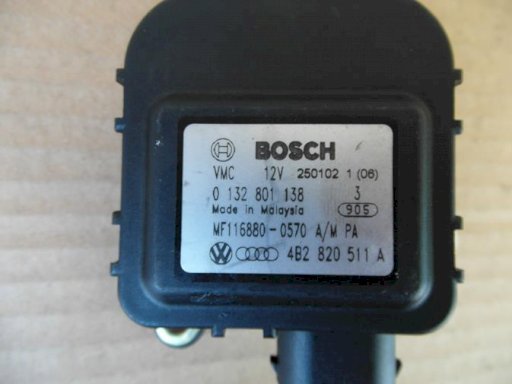 BOSCH
VMC 12V 250102 1 (06)
0 132 801 138 3
Made in Malaysia 905
MF116880-0570 A/M PA
4B2 820 511 A